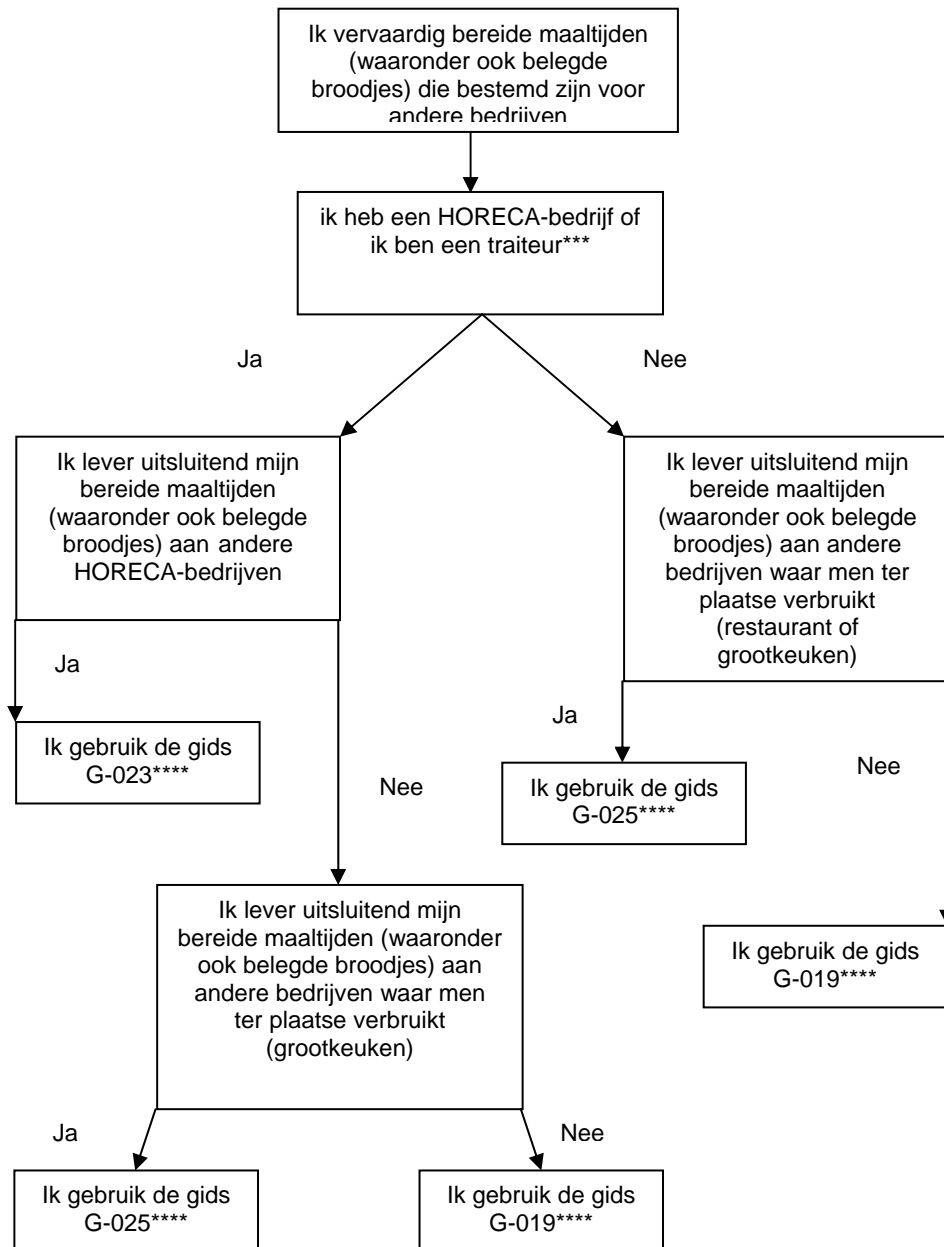 Ik vervaardig bereide maaltijden
(waaronder ook belegde
broodjes) die bestemd zijn voor
andere bedrijven
ik heb een HORECA-bedrijf of
ik ben een traiteur***
Ja
Nee
Ik lever uitsluitend mijn
bereide maaltijden
(waaronder ook belegde
broodjes) aan andere
HORECA-bedrijven
Ik lever uitsluitend mijn
bereide maaltijden
(waaronder ook belegde
broodjes) aan andere
bedrijven waar men ter
plaatse verbruikt
(restaurant of
grootkeuken)
Ja
Ik gebruik de gids
G-023****
Nee
Ja
Ik gebruik de gids
G-025****
Nee
Ik lever uitsluitend mijn
bereide maaltijden (waaronder
ook belegde broodjes) aan
andere bedrijven waar men
ter plaatse verbruikt
(grootkeuken)
Ik gebruik de gids
G-019****
Ja
Nee
Ik gebruik de gids
G-025****
Ik gebruik de gids
G-019****